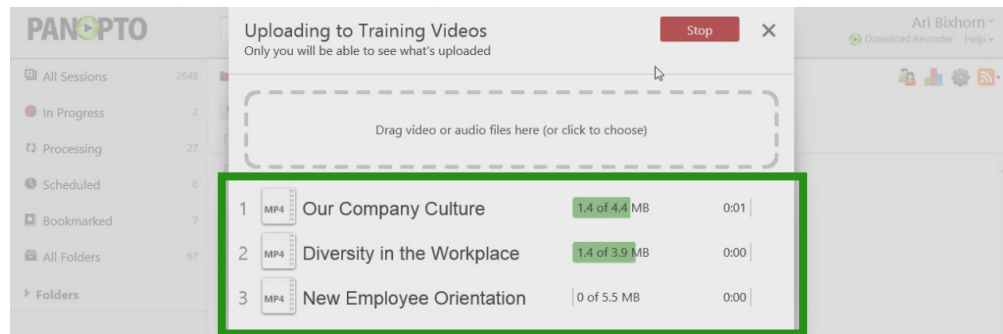 PANOPTO
Uploading to Training Videos
Only you will be able to see what's uploaded
Stop
Ari Bixhorn
Download Recorder Help
All Sessions 2645
In Progress 2
Processing 27
Scheduled 0
Bookmarked 7
All Folders 67
Folders
Drag video or audio files here (or click to choose)
1 MP4 Our Company Culture 1.4 of 4.4 MB 0:01
2 MP4 Diversity in the Workplace 1.4 of 3.9 MB 0:00
3 MP4 New Employee Orientation 0 of 5.5 MB 0:00